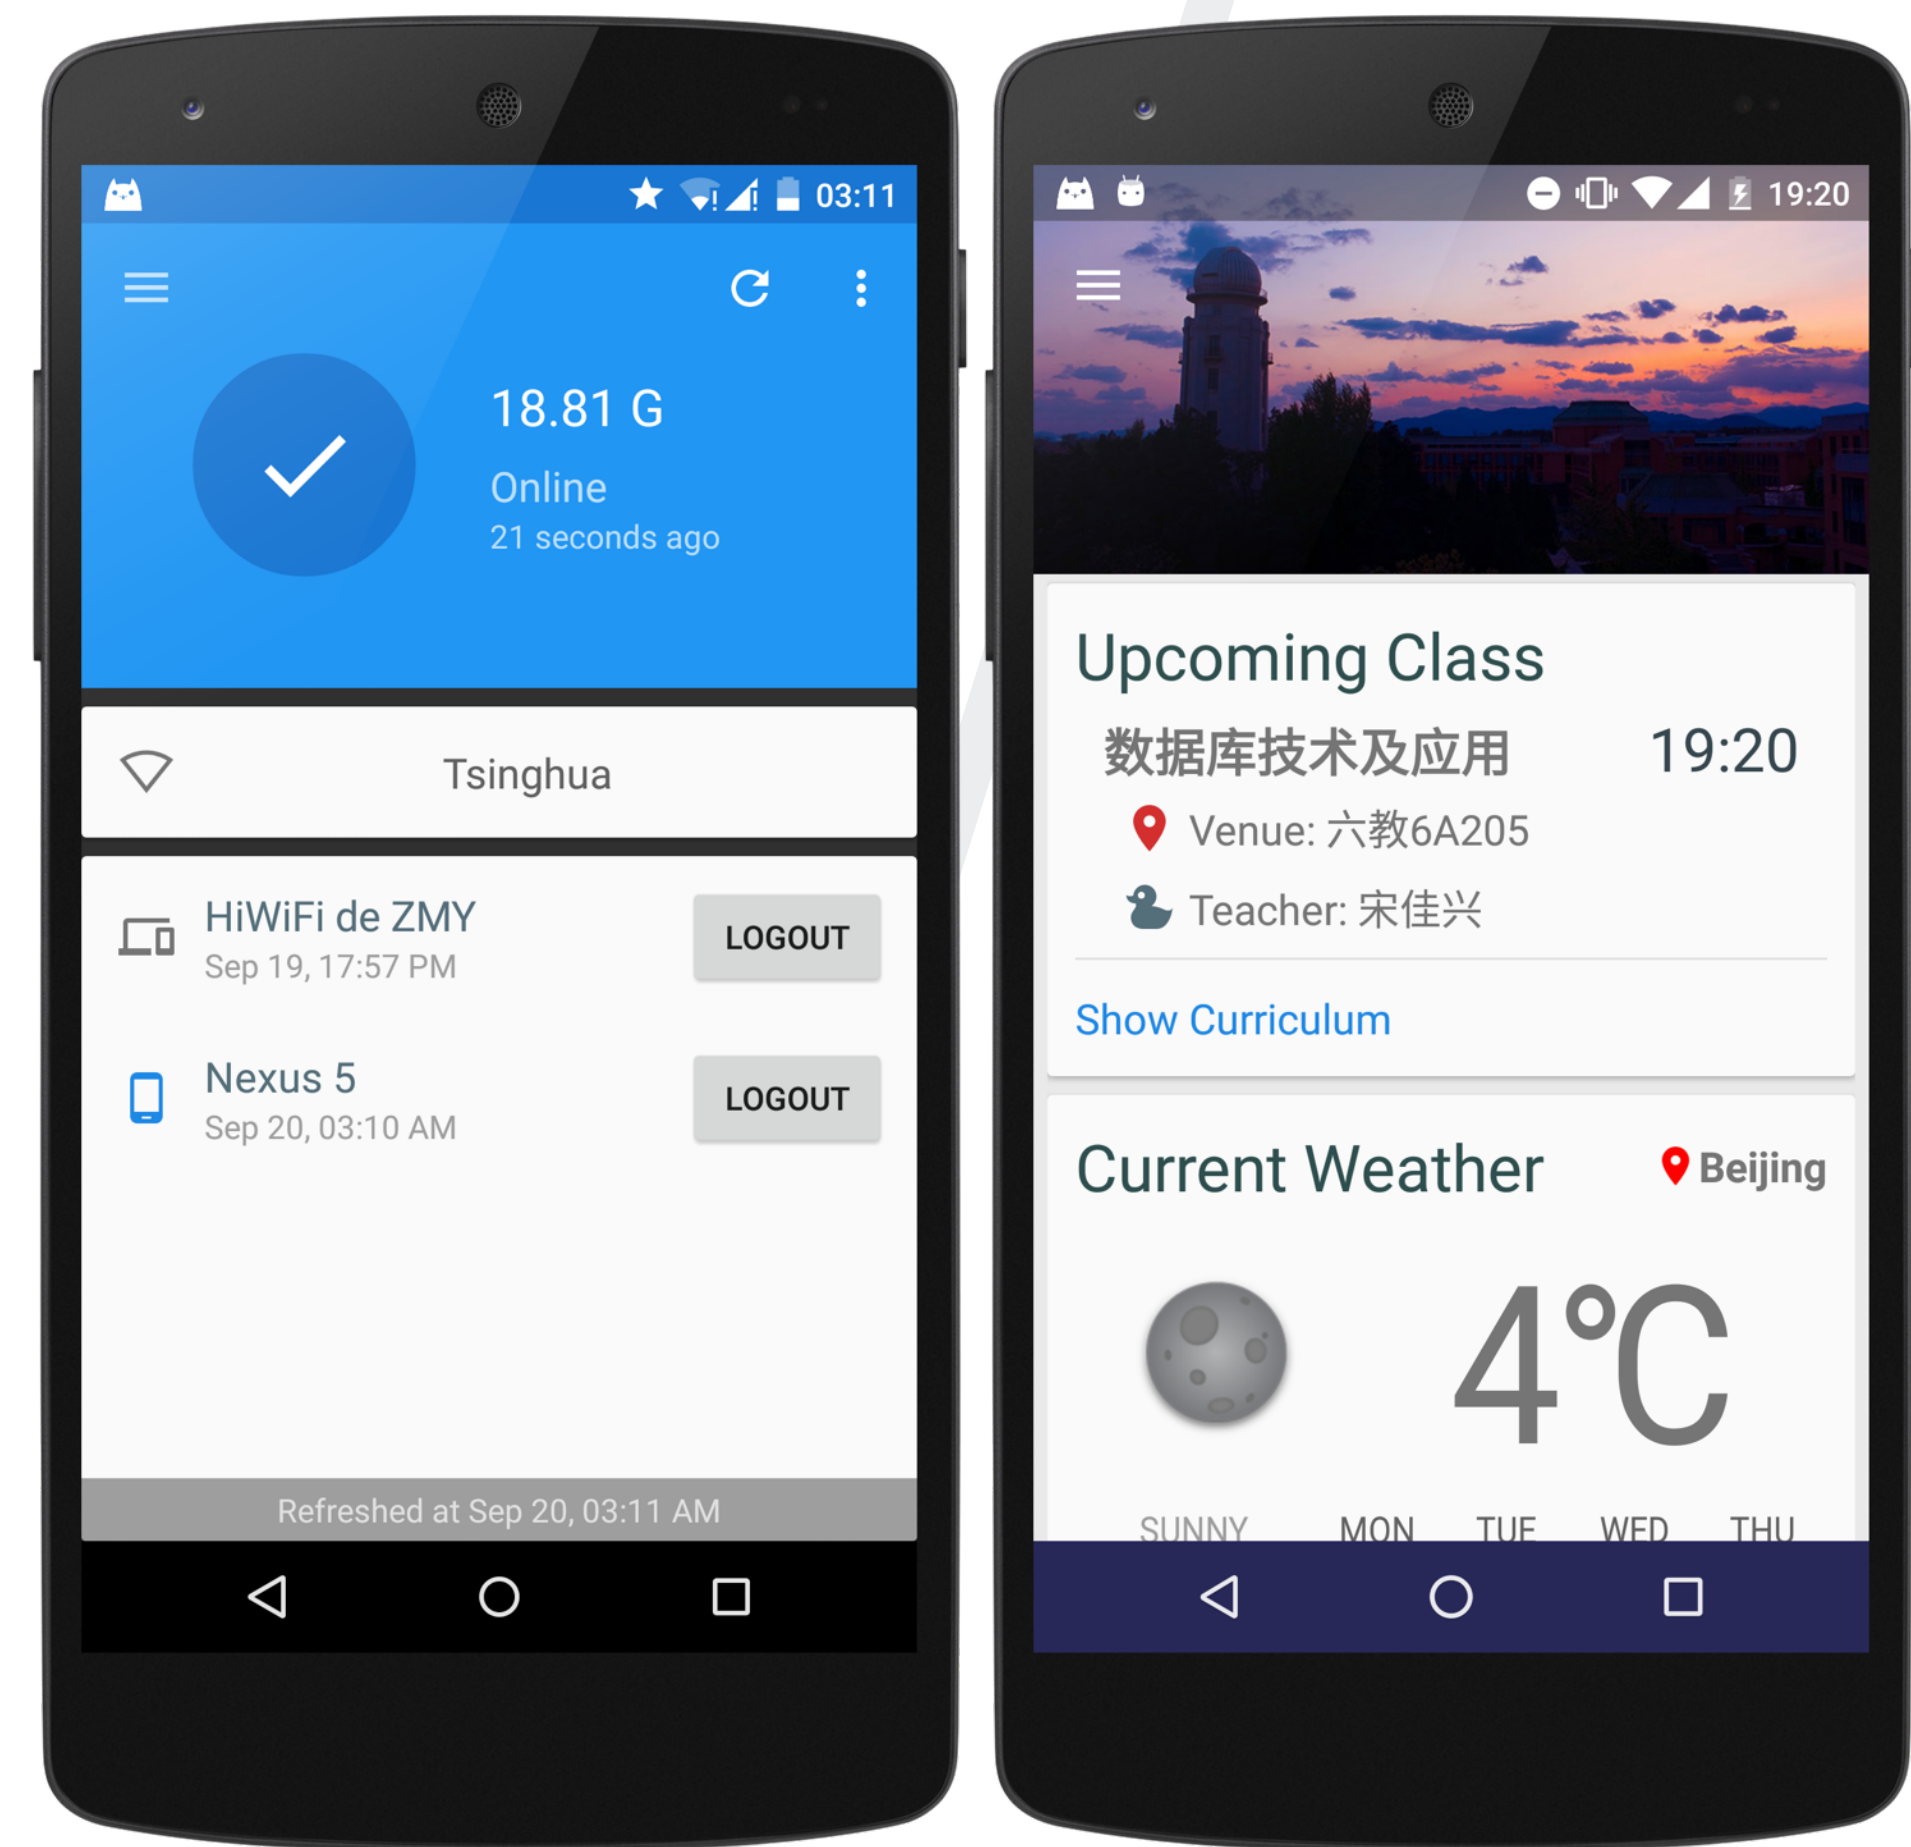 03:11
18.81 G
Online
21 seconds ago
Tsinghua
HiWiFi de ZMY
LOGOUT
Sep 19, 17:57 PM
Nexus 5
LOGOUT
Sep 20, 03:10 AM
Refreshed at Sep 20, 03:11 AM
19:20
Upcoming Class
数据库技术及应用 19:20
Venue: 六教6A205
Teacher: 宋佳兴
Show Curriculum
Current Weather Beijing
4°C
SUNNY MON TUE WED THU